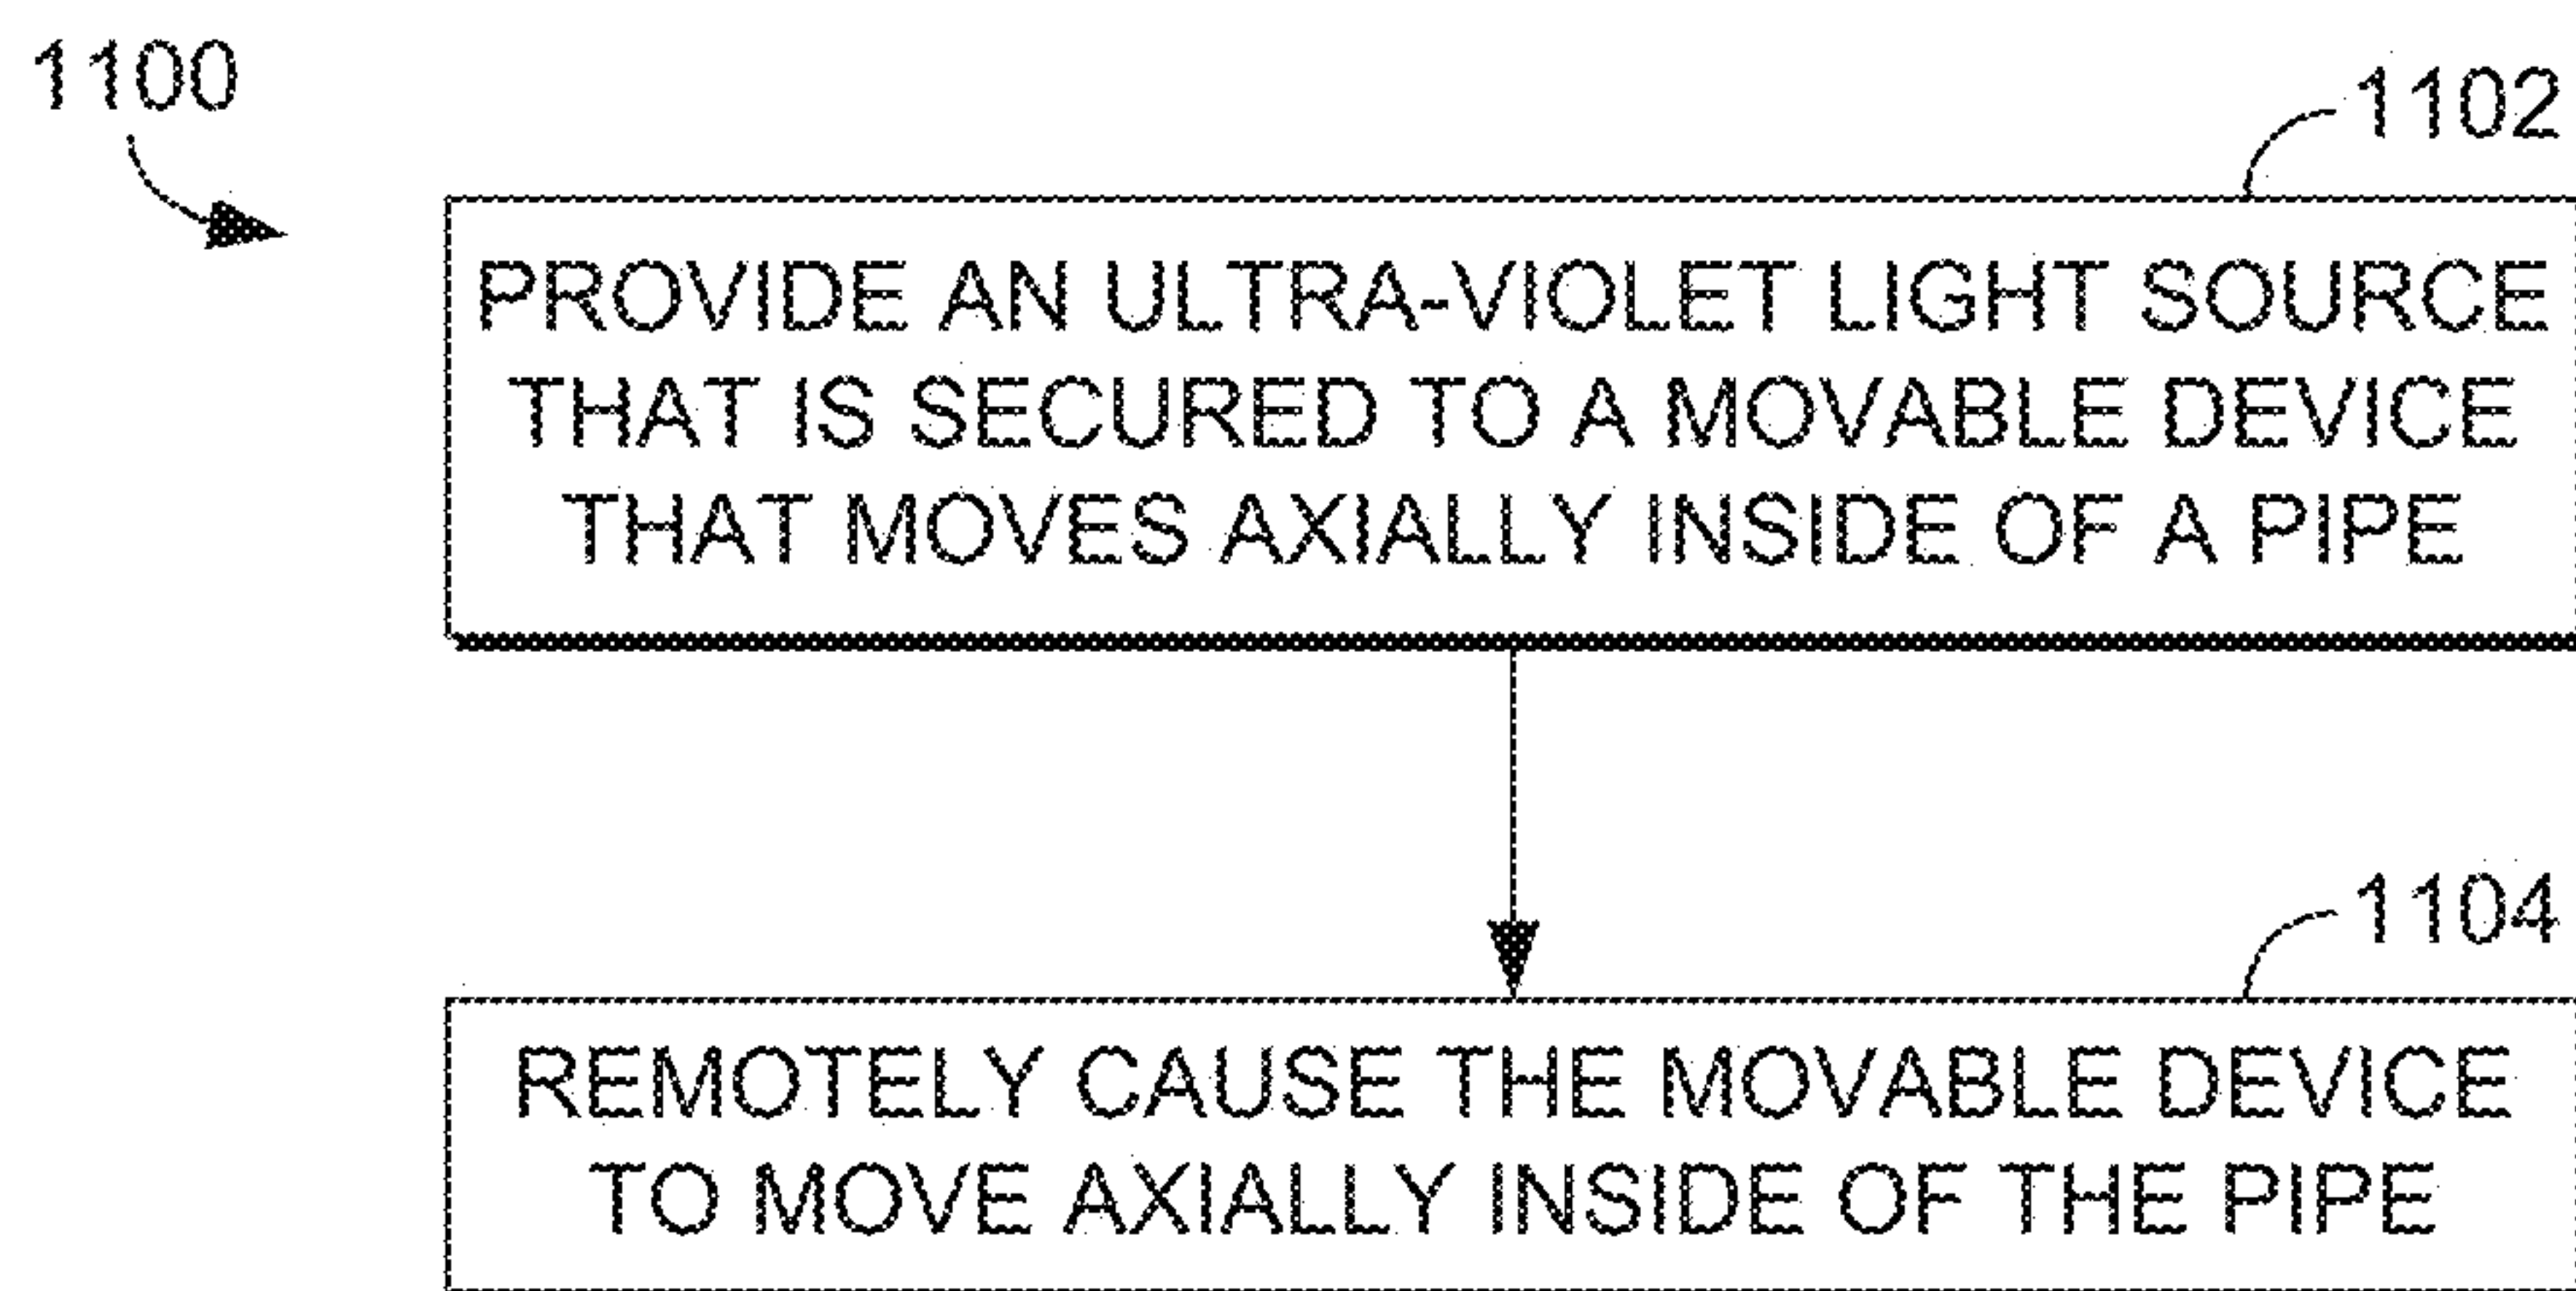 1100
1102
PROVIDE AN ULTRA-VIOLET LIGHT SOURCE
THAT IS SECURED TO A MOVABLE DEVICE
THAT MOVES AXIALLY INSIDE OF A PIPE
1104
REMOTELY CAUSE THE MOVABLE DEVICE
TO MOVE AXIALLY INSIDE OF THE PIPE